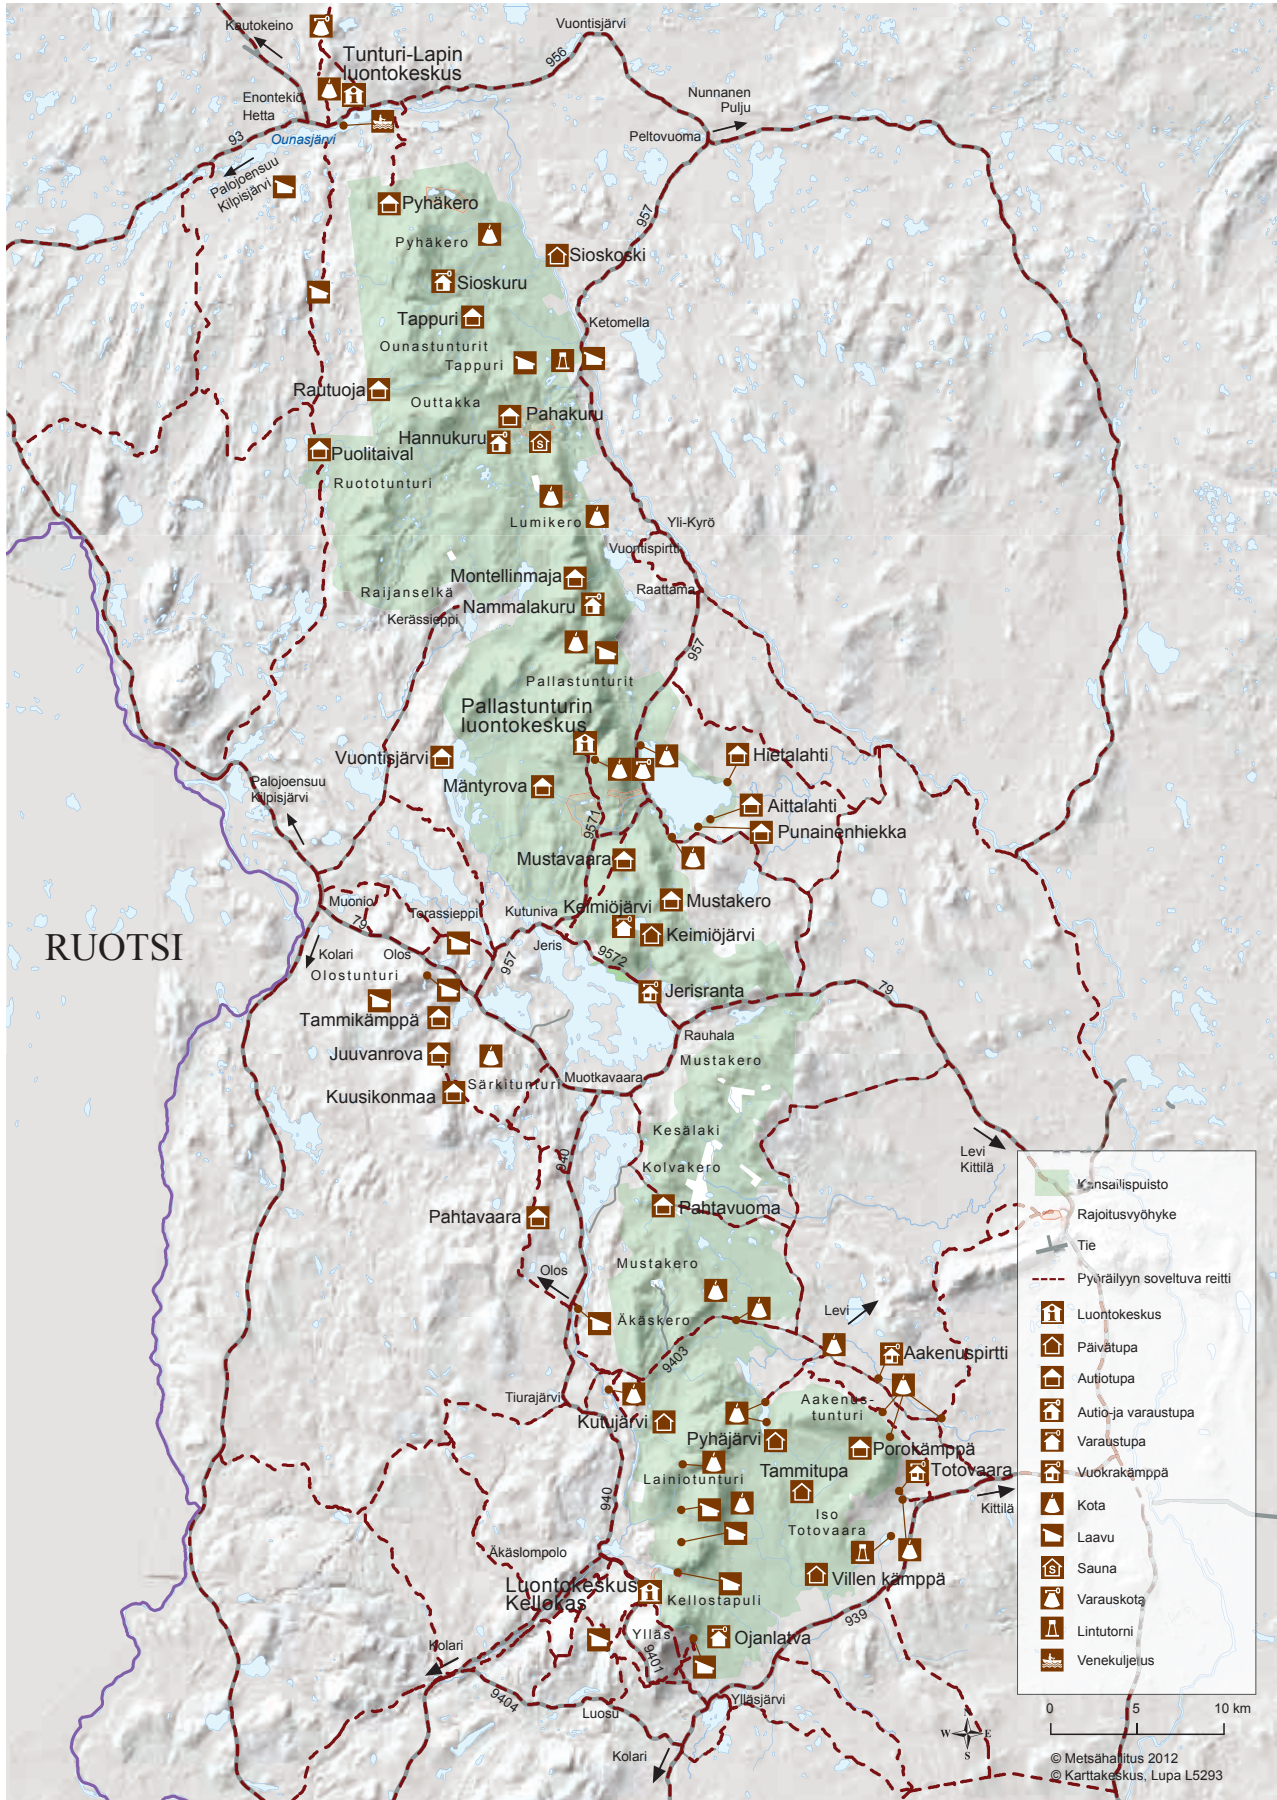 Kautokeino
Vuontisjärvi
Tunturi-Lapin
luontokeskus
956
Enontekiö
Hetta
Nunnanen
Pulju
93
Ounasjärvi
Peltovuoma
Palojoensuu
Kilpisjärvi
Pyhäkero
957
Pyhäkero
Sioskoski
Sioskuru
Tappuri
Ketomella
Ounastunturit
Tappuri
Rautuoja
Outtakka
Pahakuru
Hannukuru
S
Puolitaival
Ruototunturi
Lumikero
Yli-Kyrö
Vuontispirtti
Montellinmaja
Raattama
Raijanselkä
Nammalakuru
Kerässieppi
957
Pallastunturit
Pallastunturin
luontokeskus
Vuontisjärvi
Hietalahti
Mäntyrova
Palojoensuu
Kilpisjärvi
Aittalahti
9571
Punainenhiekka
Mustavaara
Muonio
Keimiöjärvi
Mustakero
Torassieppi
Kutuniva
79
RUOTSI
Keimiöjärvi
Jeris
Kolari
Olos
957
9572
Olostunturi
Jerisranta
79
Tammikämppä
Rauhala
Juuvanrova
Mustakero
Särkitunturi
Muotkavaara
Kuusikonmaa
Kesälaki
Levi
Kittilä
940
Kolvakero
Kansallispuisto
Pahtavuoma
Pahtavaara
Rajoitusvyöhyke
Tie
Mustakero
Olos
Pyöräilyyn soveltuva reitti
Levi
Luontokeskus
Äkäskero
9403
Päivätupa
Aakenuspirtti
Autiotupa
Tiurajärvi
Aakenus-
tunturi
Autio-ja varaustupa
Kutujärvi
Pyhäjärvi
Porokämppä
Varaustupa
Lainiotunturi
Tammitupa
Totovaara
Vuokrakämppä
940
Iso
Totovaara
Kittilä
Kota
Laavu
Äkäslompolo
S
Sauna
Luontokeskus
Kellokas
Villen kämppä
Kellostapuli
Varauskota
939
Ylläs
Ojanlatva
Lintutorni
Kolari
9401
Venekuljetus
9404
Ylläsjärvi
Luosu
0 5 10 km
N
W E
S
Kolari
© Metsähallitus 2012
© Karttakeskus, Lupa L5293